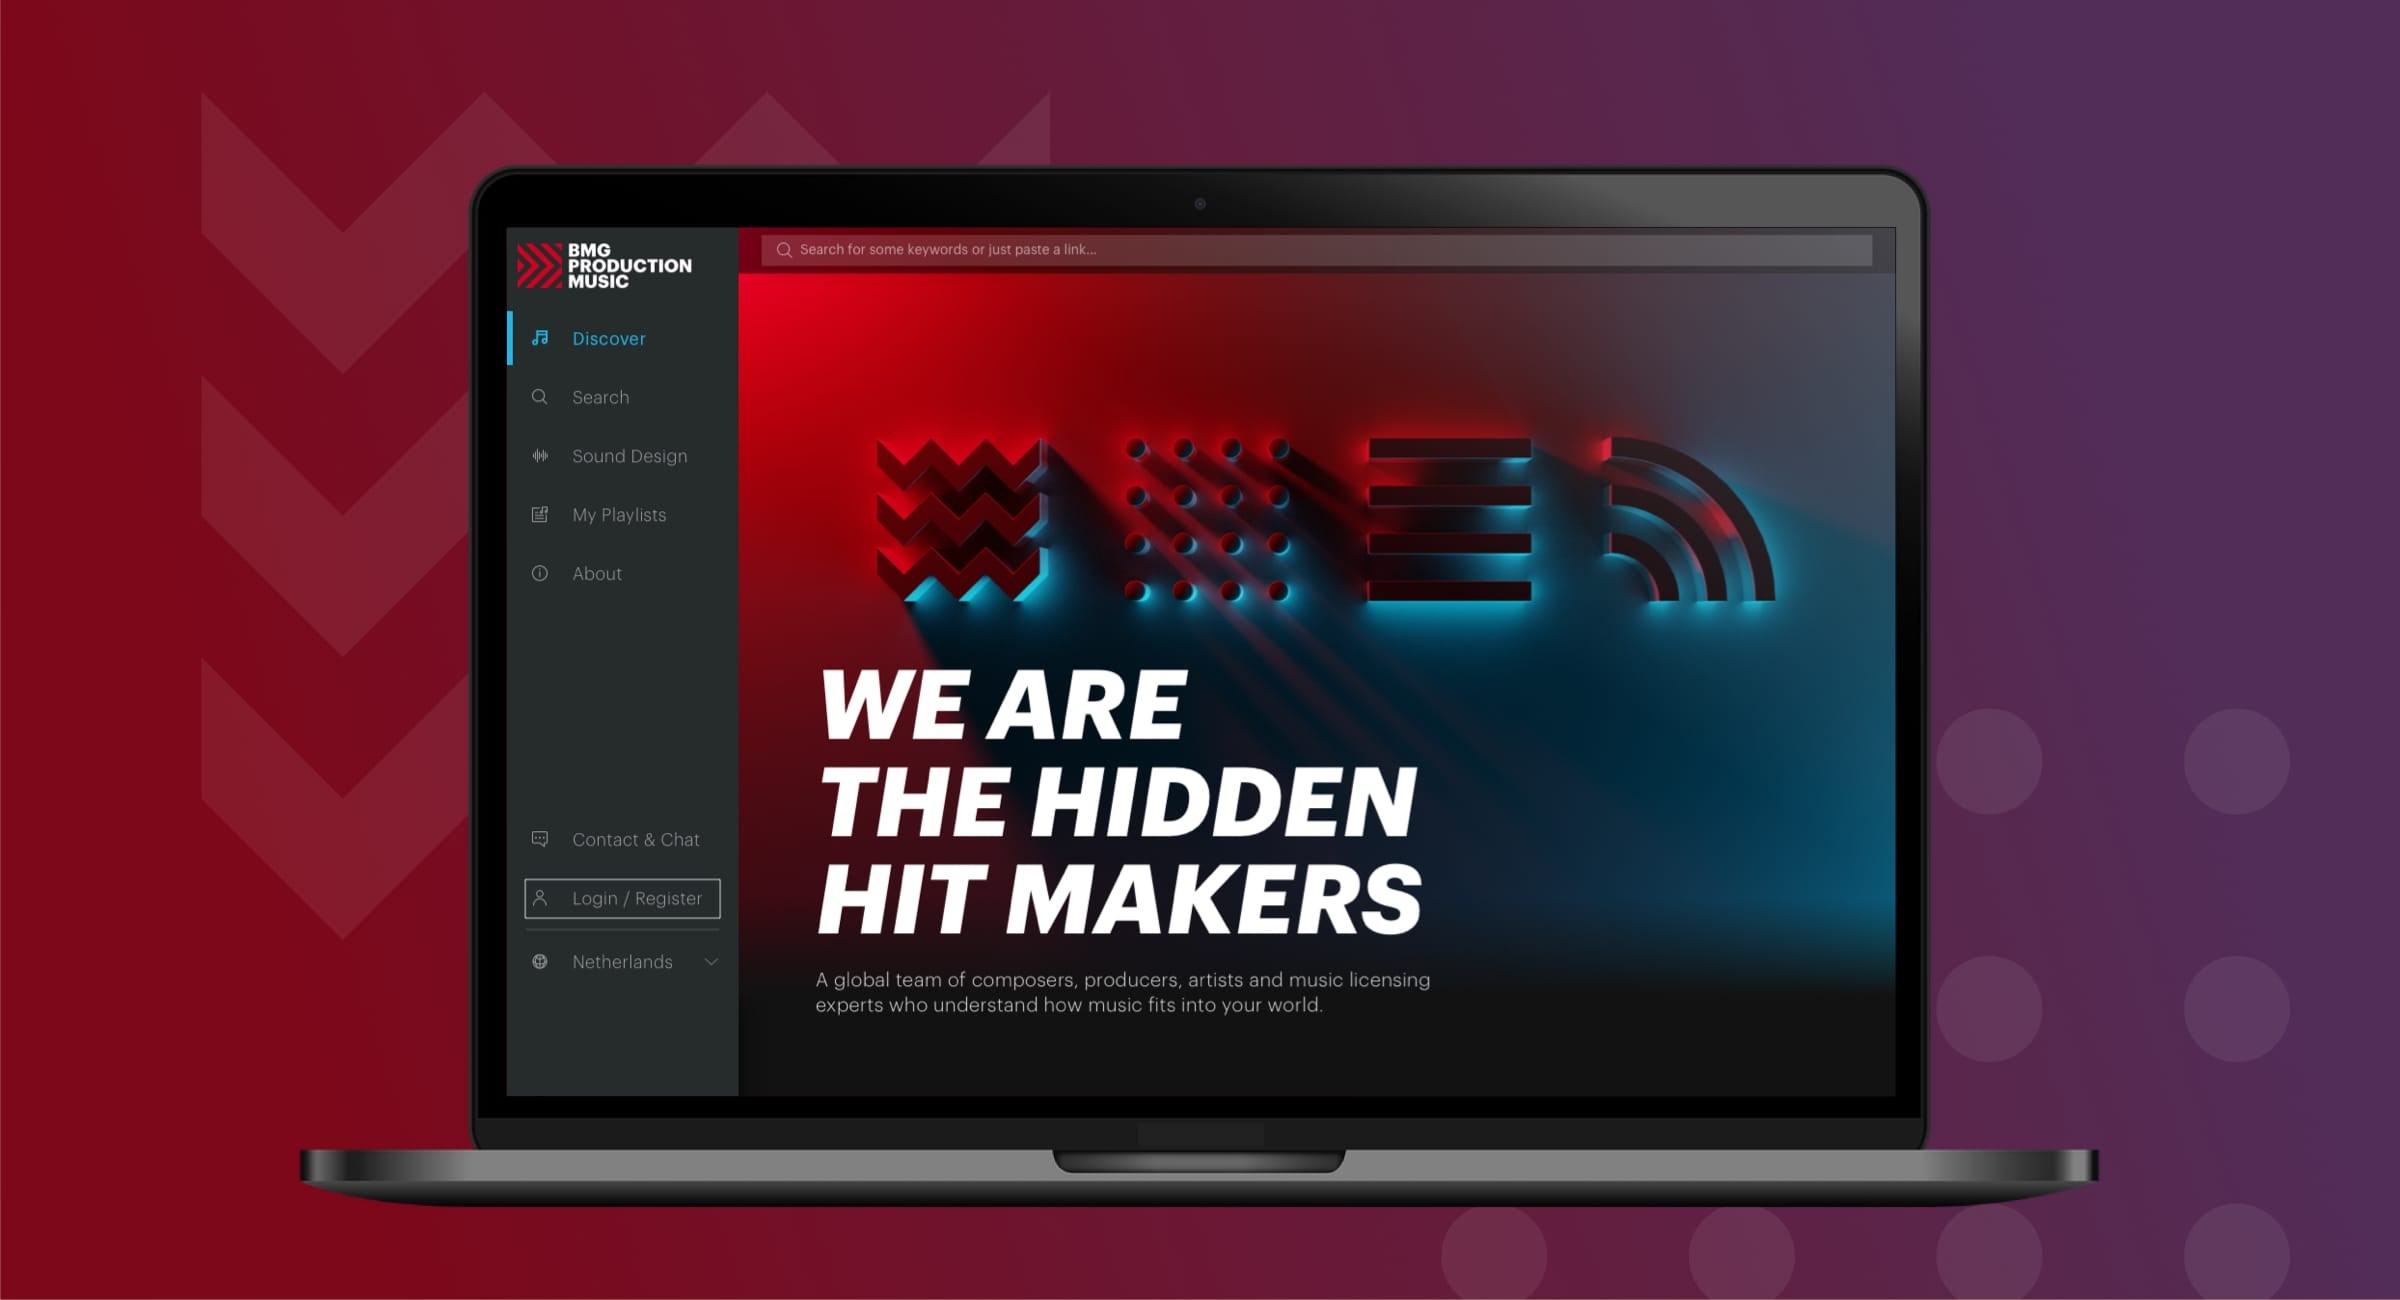 BMG
PRODUCTION
MUSIC
Search for some keywords or just paste a link...
Discover
Search
Sound Design
My Playlists
About
Contact & Chat
Login / Register
Netherlands
WE ARE
THE HIDDEN
HIT MAKERS
A global team of composers, producers, artists and music licensing
experts who understand how music fits into your world.